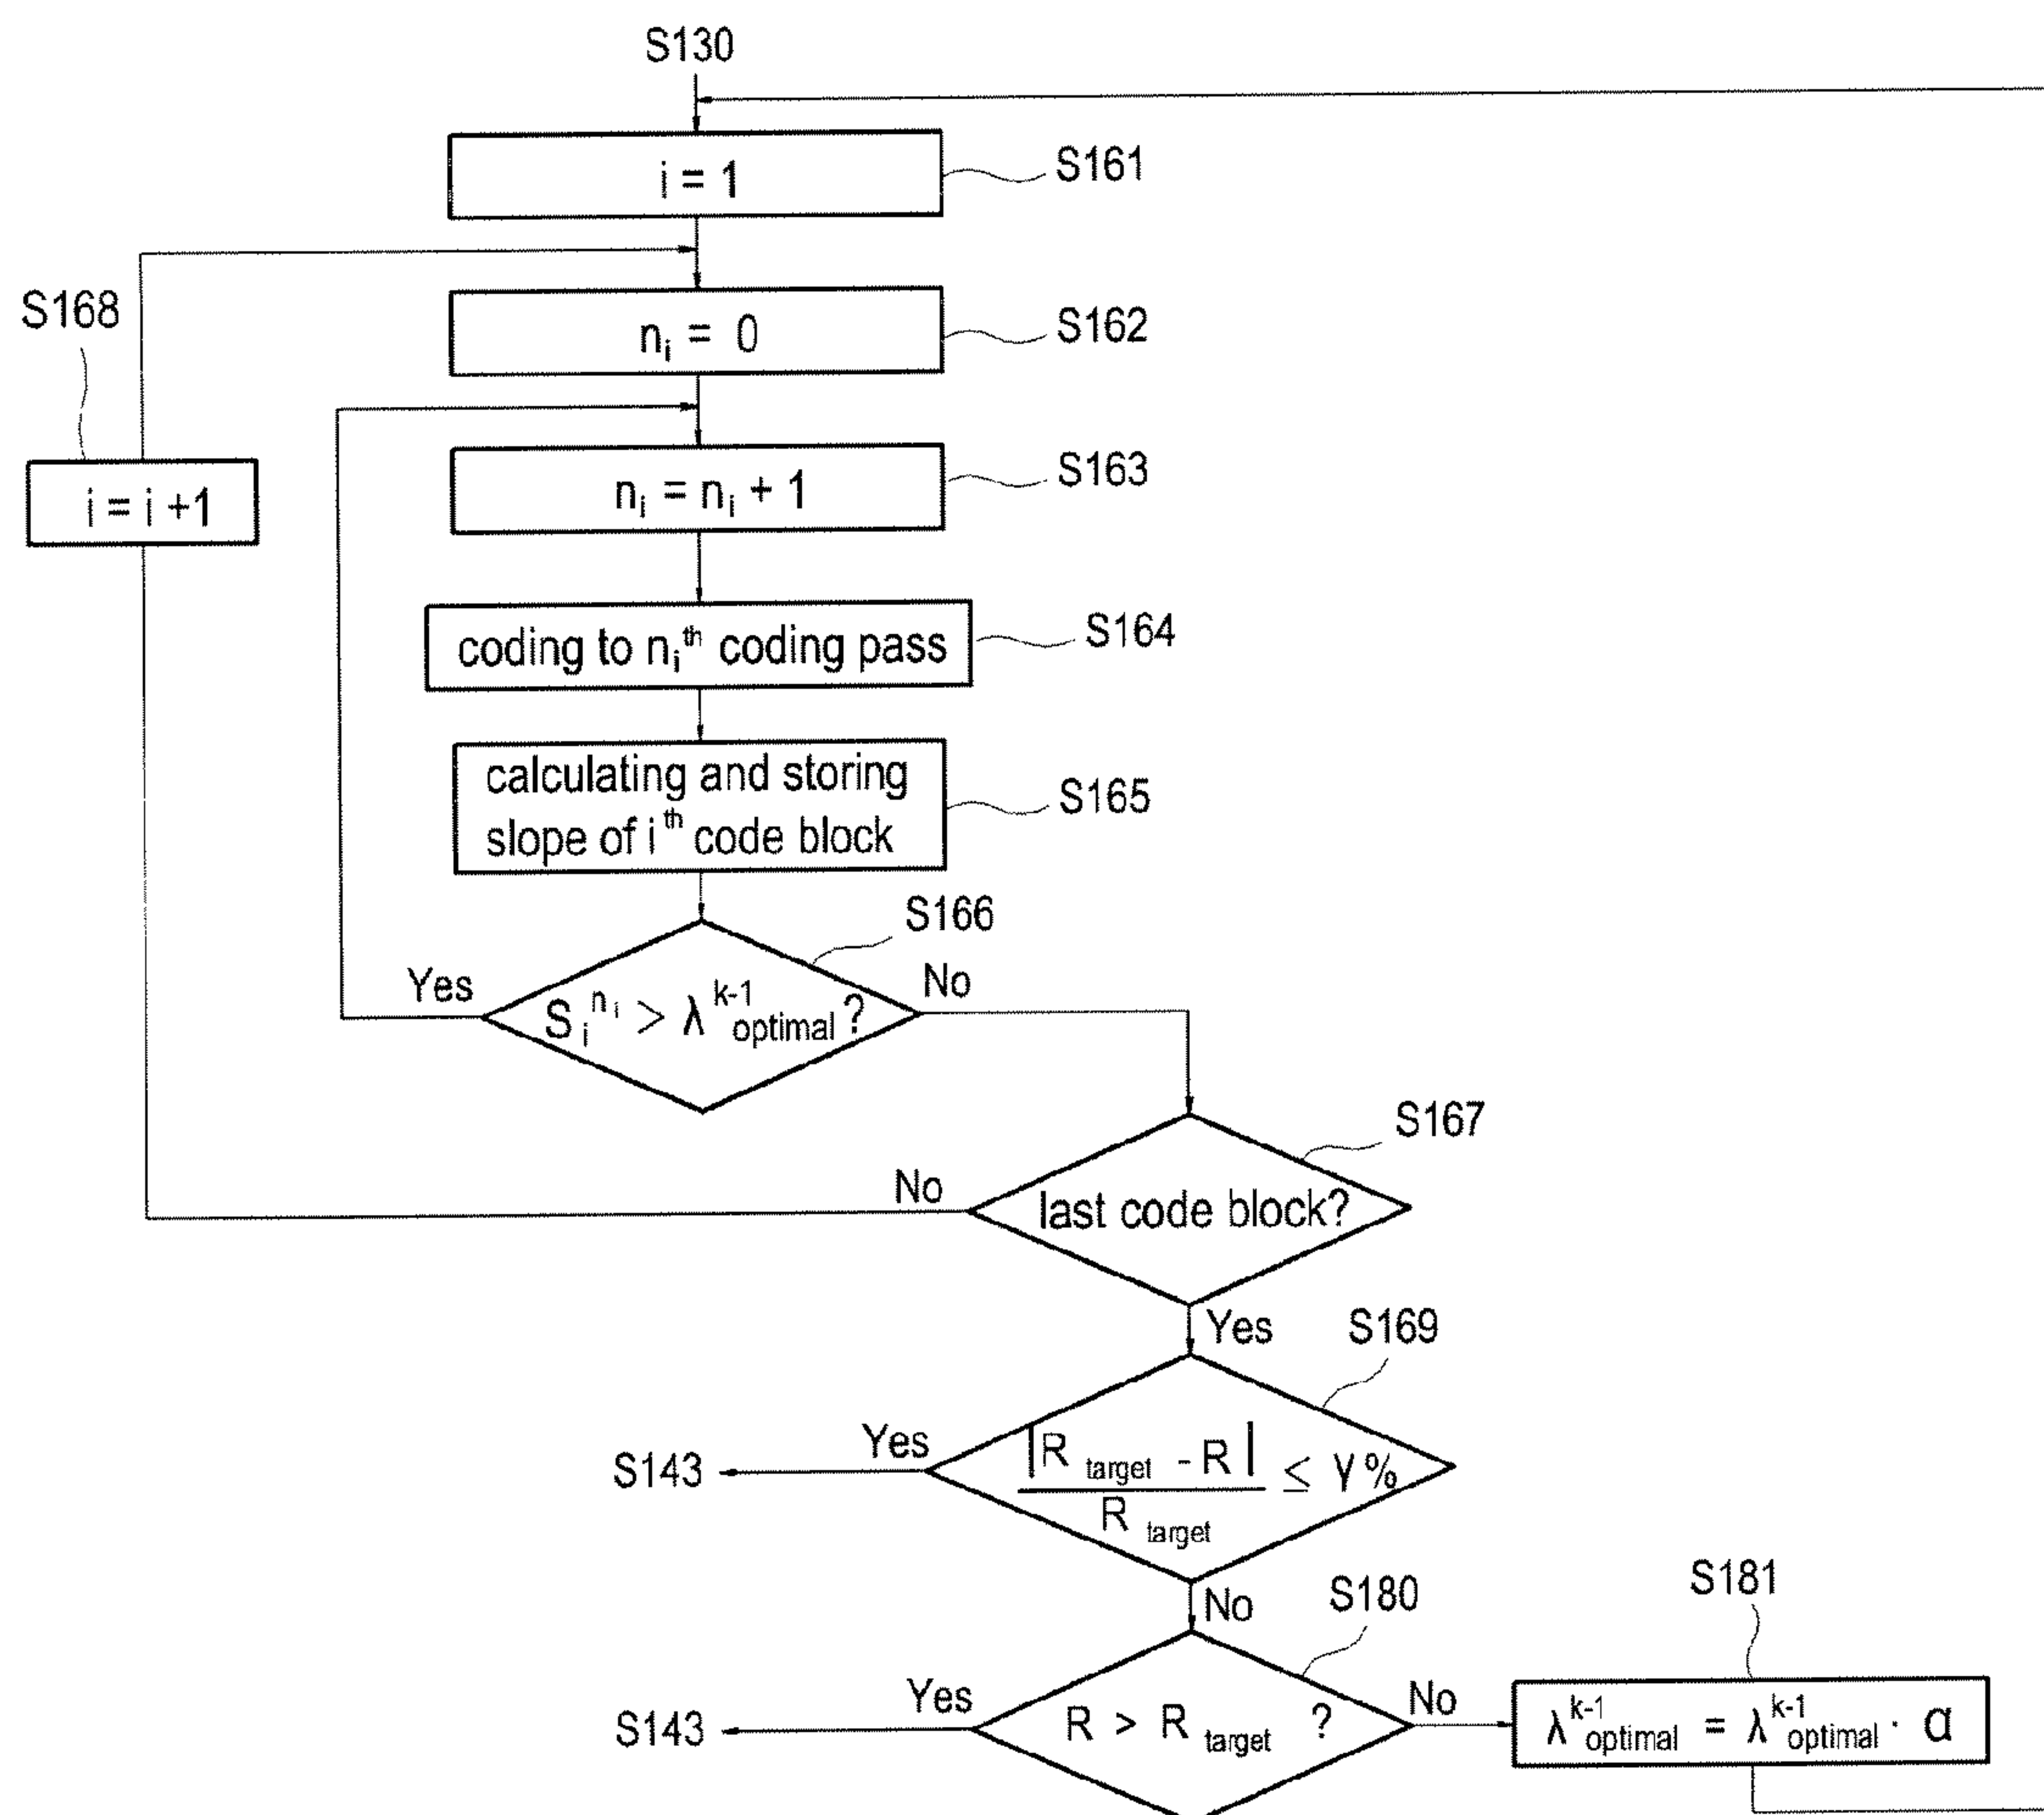 S130
i = 1
S161
S168
n_i = 0
S162
i = i +1
n_i = n_i + 1
S163
coding to n_i^th coding pass
S164
calculating and storing
slope of i^th code block
S165
S166
Yes
S_i^n_i > λ^k-1_optimal ?
No
S167
No
last code block?
Yes
S169
S143
Yes
|R_target - R| / R_target ≤ γ%
No
S180
S181
S143
Yes
R > R_target ?
No
λ^k-1_optimal = λ^k-1_optimal · α